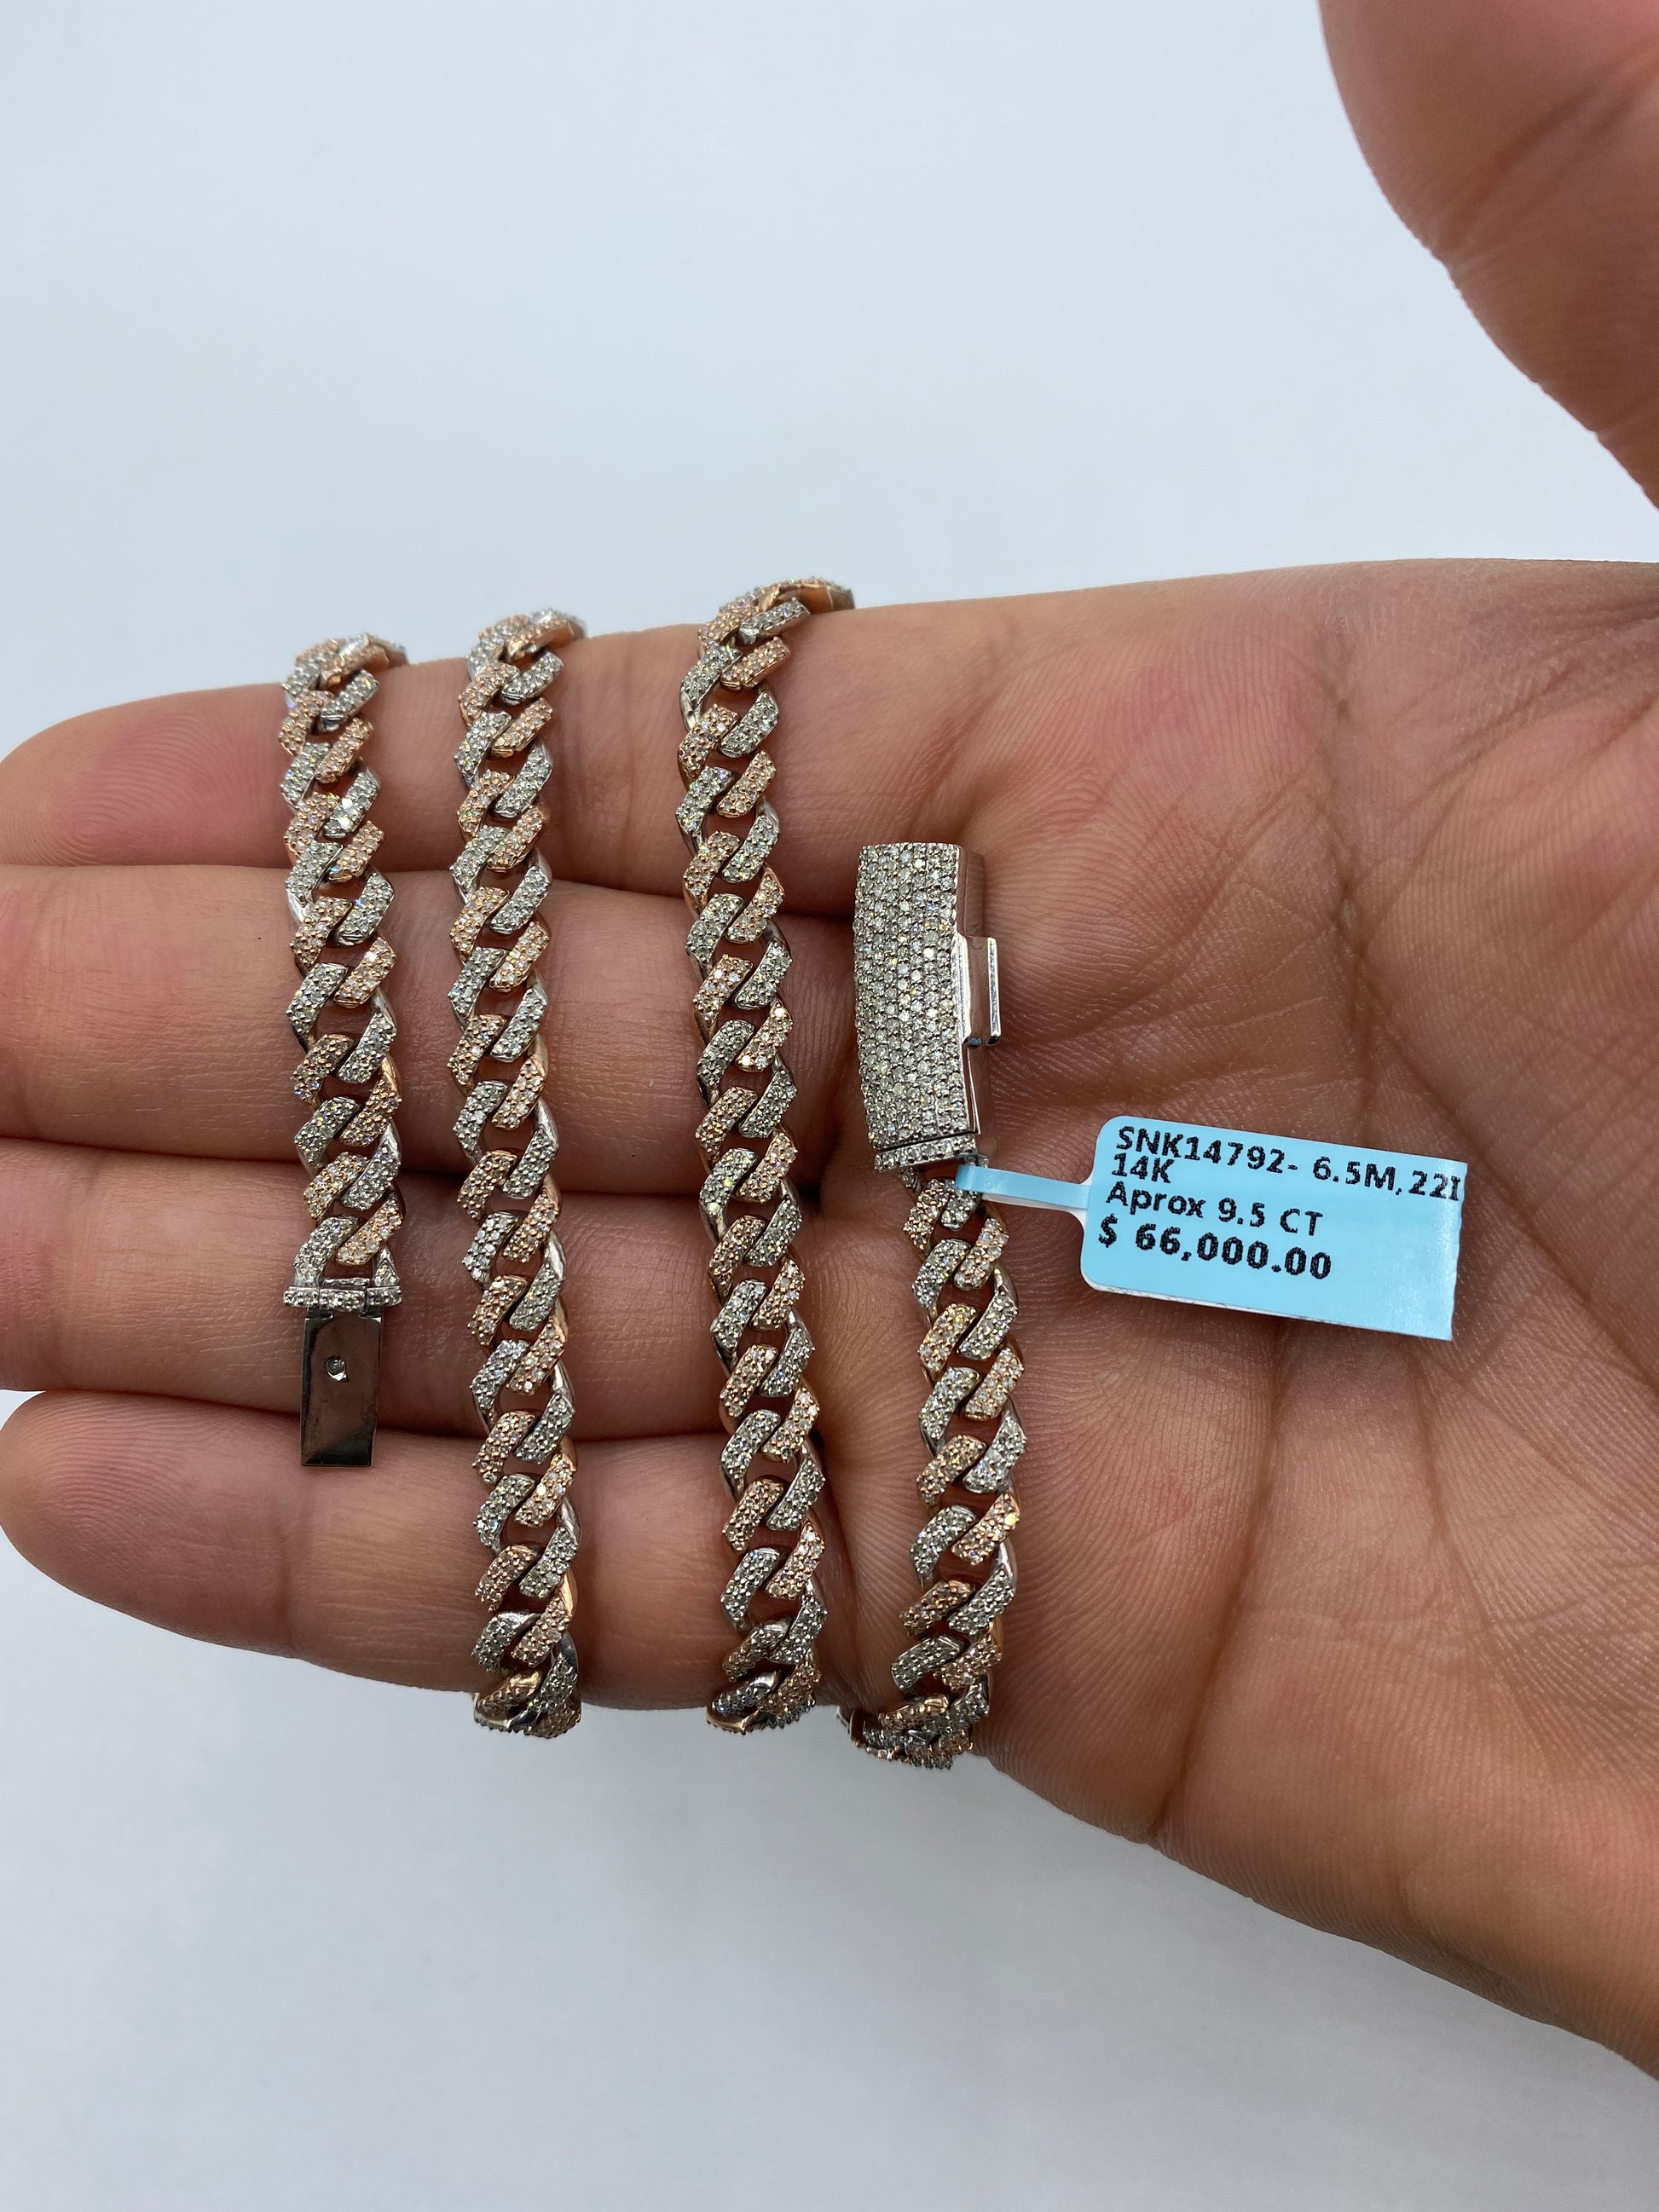 SNK14792- 6.5M, 22I
14K
Aprox 9.5 CT
$ 66,000.00